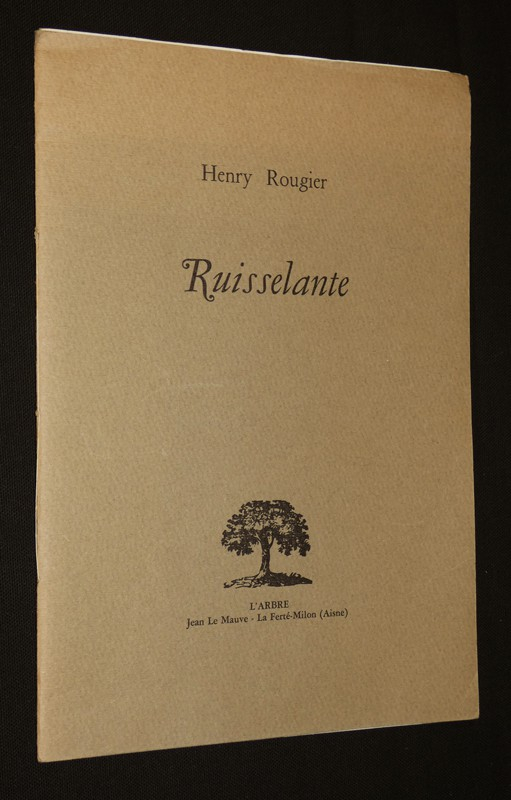 Henry Rougier
Ruisselante
L'ARBRE
Jean Le Mauve - La Ferté-Milon (Aisne)